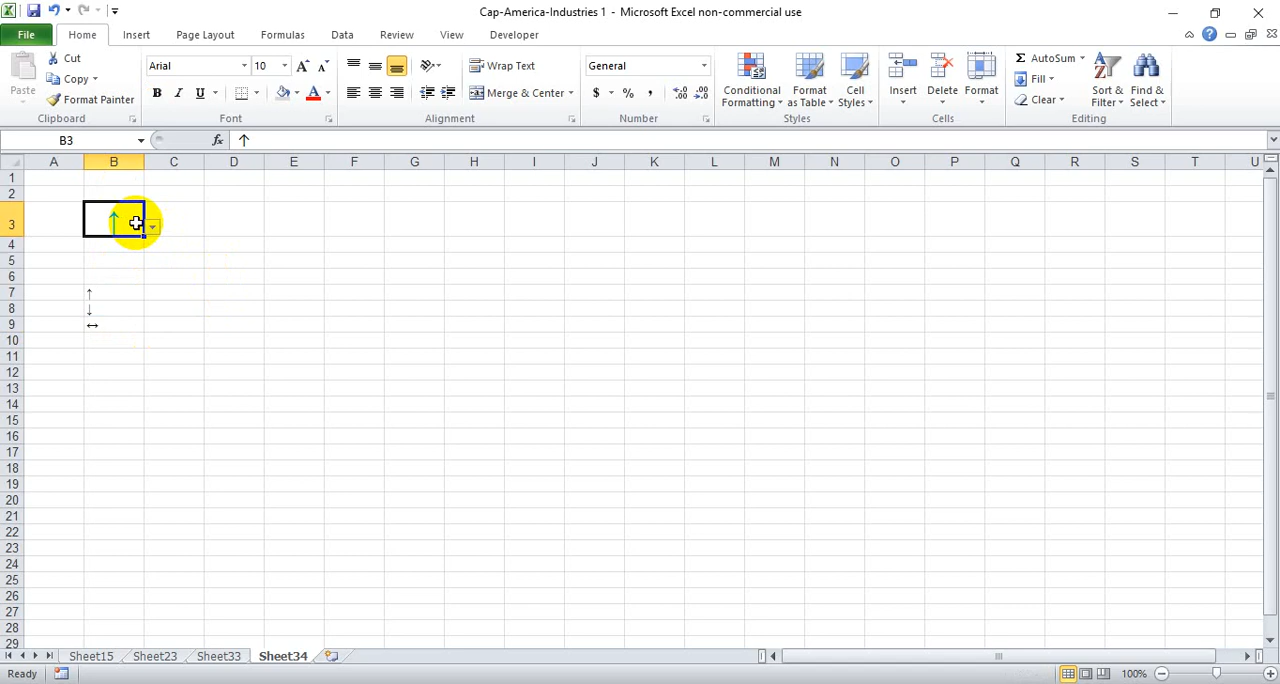 Cap-America-Industries 1 - Microsoft Excel non-commercial use
File Home Insert Page Layout Formulas Data Review View Developer
Paste
Cut
Copy
Format Painter
Clipboard
Arial 10
B I U A
Font
Wrap Text
Merge & Center
Alignment
General
$ % ,
Number
Conditional Formatting
Format as Table
Cell Styles
Styles
Insert Delete Format
Cells
Σ AutoSum
Fill
Clear
Sort & Filter
Find & Select
Editing
B3 fx ↑
A B C D E F G H I J K L M N O P Q R S T U
1
2
3 ↑
4
5
6
7 ↑
8 ↓
9 ↔
10
11
12
13
14
15
16
17
18
19
20
21
22
23
24
25
26
27
28
29
Sheet15 Sheet23 Sheet33 Sheet34
Ready 100%